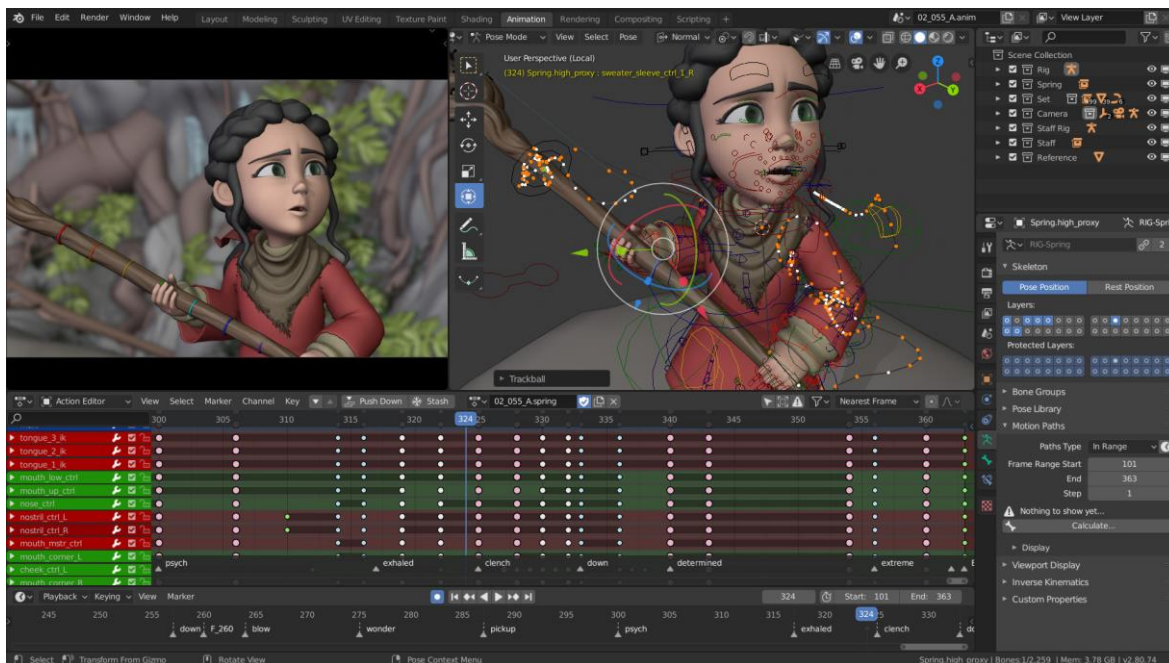 File Edit Render Window Help Layout Modeling Sculpting UV Editing Texture Paint Shading Animation Rendering Compositing Scripting + 02_055_A.anim View Layer
Pose Mode View Select Pose Normal
User Perspective (Local)
(324) Spring.high_proxy : sweater_sleeve_ctrl_1_R
Z
X
Y
Trackball
Scene Collection
Rig
Spring
Set
Camera
Staff Rig
Staff
Reference
Spring.high_proxy RIG-Spr
RIG-Spring 2
Skeleton
Pose Position Rest Position
Layers:
Protected Layers:
Bone Groups
Pose Library
Motion Paths
Paths Type In Range
Frame Range Start 101
End 363
Step 1
Nothing to show yet...
Calculate...
Display
Viewport Display
Inverse Kinematics
Custom Properties
Action Editor View Select Marker Channel Key Push Down Stash 02_055_A.spring Nearest Frame
300 305 310 315 320 324 325 330 335 340 345 350 355 360
tongue_3_ik
tongue_2_ik
tongue_1_ik
mouth_low_ctrl
mouth_up_ctrl
nose_ctrl
nostril_ctrl_L
nostril_ctrl_R
mouth_mstr_ctrl
mouth_corner_L
cheek_ctrl_L
mouth_corner_R
psych exhaled clench down determined extreme
Playback Keying View Marker 324 Start: 101 End: 363
245 250 255 260 265 270 275 280 285 290 295 300 305 310 315 320 324 330
down F_260 blow wonder pickup psych exhaled clench
Select Transform From Gizmo Rotate View Pose Context Menu Spring.high_proxy | Bones:1/2,259 | Mem: 3.78 GB | v2.80.74